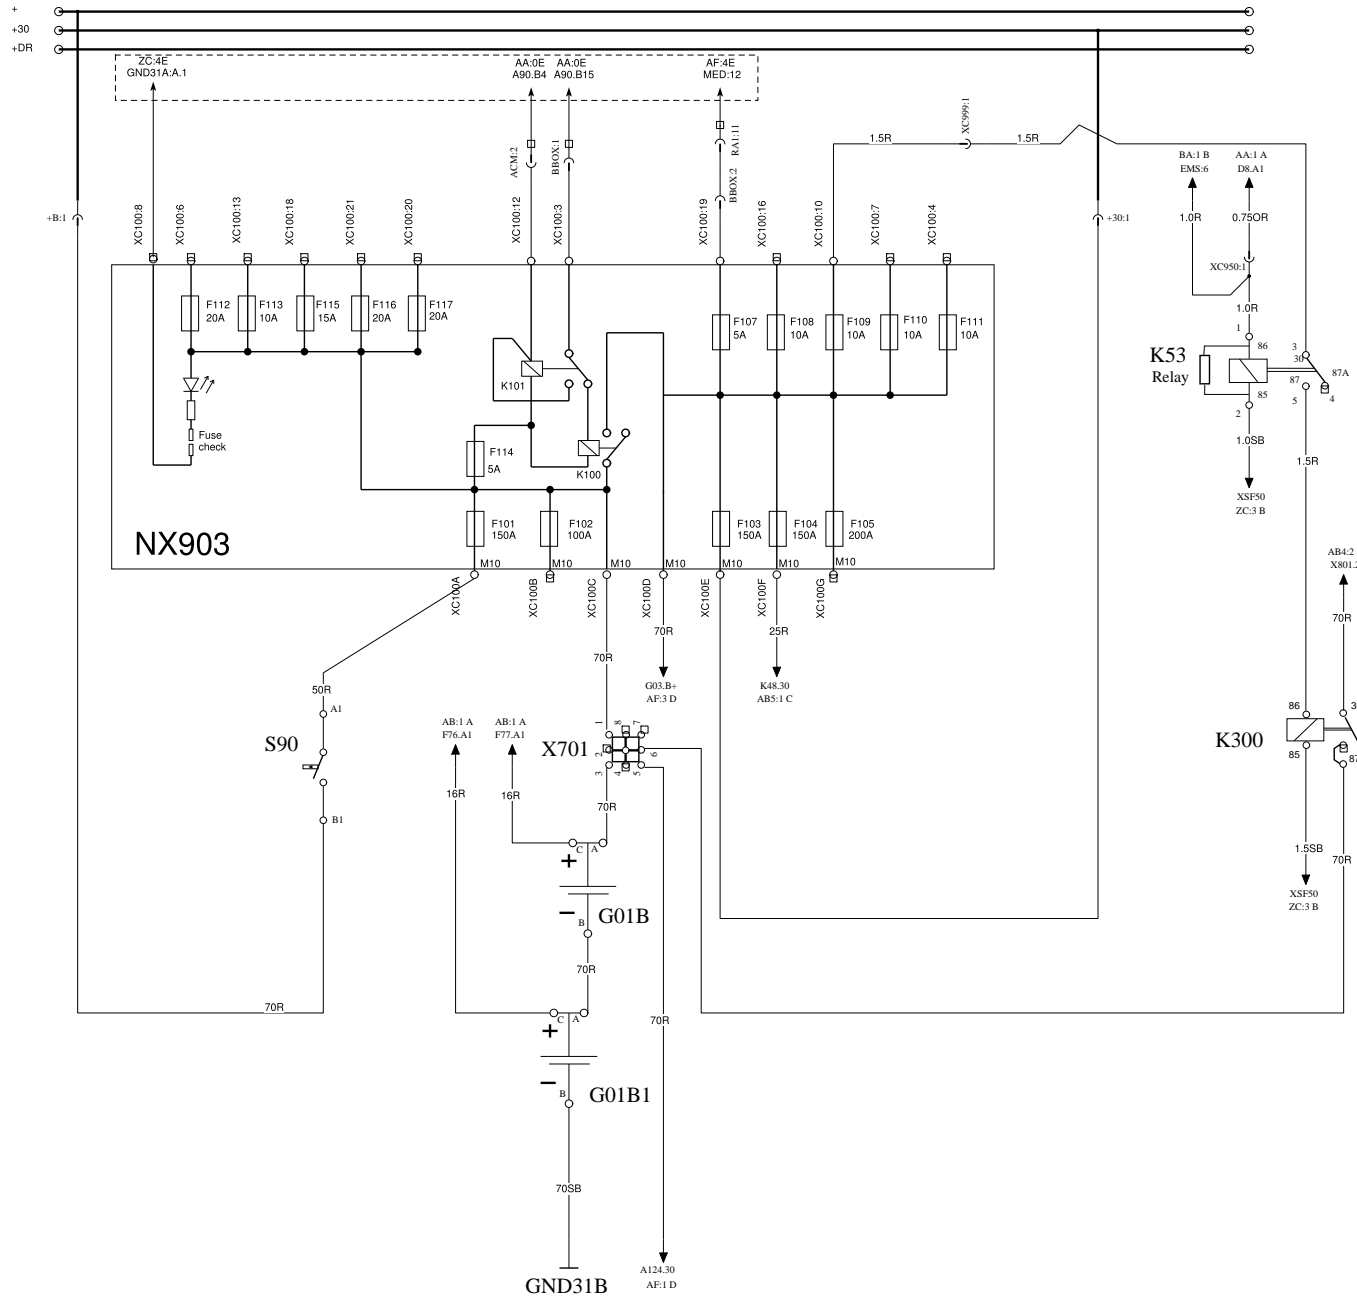 +
+30
+DR
ZC:4E
GND31A:A.1
AA:0E
A90.B4
AA:0E
A90.B15
AF:4E
MED:12
ACM:2
BBOX:1
RA1:11
BBOX:2
1.5R
XC999:1
1.5R
BA:1 B
EMS:6
AA:1 A
D8.A1
1.0R
0.75OR
+B:1
+30:1
XC100:8
XC100:6
XC100:13
XC100:18
XC100:21
XC100:20
XC100:12
XC100:3
XC100:19
XC100:16
XC100:10
XC100:7
XC100:4
XC950:1
1.0R
F112
20A
F113
10A
F115
15A
F116
20A
F117
20A
F107
5A
F108
10A
F109
10A
F110
10A
F111
10A
K101
1
86
K53
Relay
3
30
87A
87
85
4
2
5
1.0SB
1.5R
XSF50
ZC:3 B
Fuse
check
F114
5A
K100
F101
150A
F102
100A
F103
150A
F104
150A
F105
200A
NX903
M10
M10
M10
M10
M10
M10
M10
XC100A
XC100B
XC100C
XC100D
XC100E
XC100F
XC100G
AB4:2
X801.2
70R
70R
25R
70R
G03.B+
AF:3 D
K48.30
AB5:1 C
50R
A1
S90
B1
AB:1 A
F76.A1
AB:1 A
F77.A1
X701
1
8
7
2
6
3
4
5
16R
16R
70R
86
3
K300
85
87
1.5SB
70R
XSF50
ZC:3 B
C
A
+
−
B
G01B
70R
70R
70R
C
A
+
−
B
G01B1
70SB
A124.30
AF:1 D
GND31B